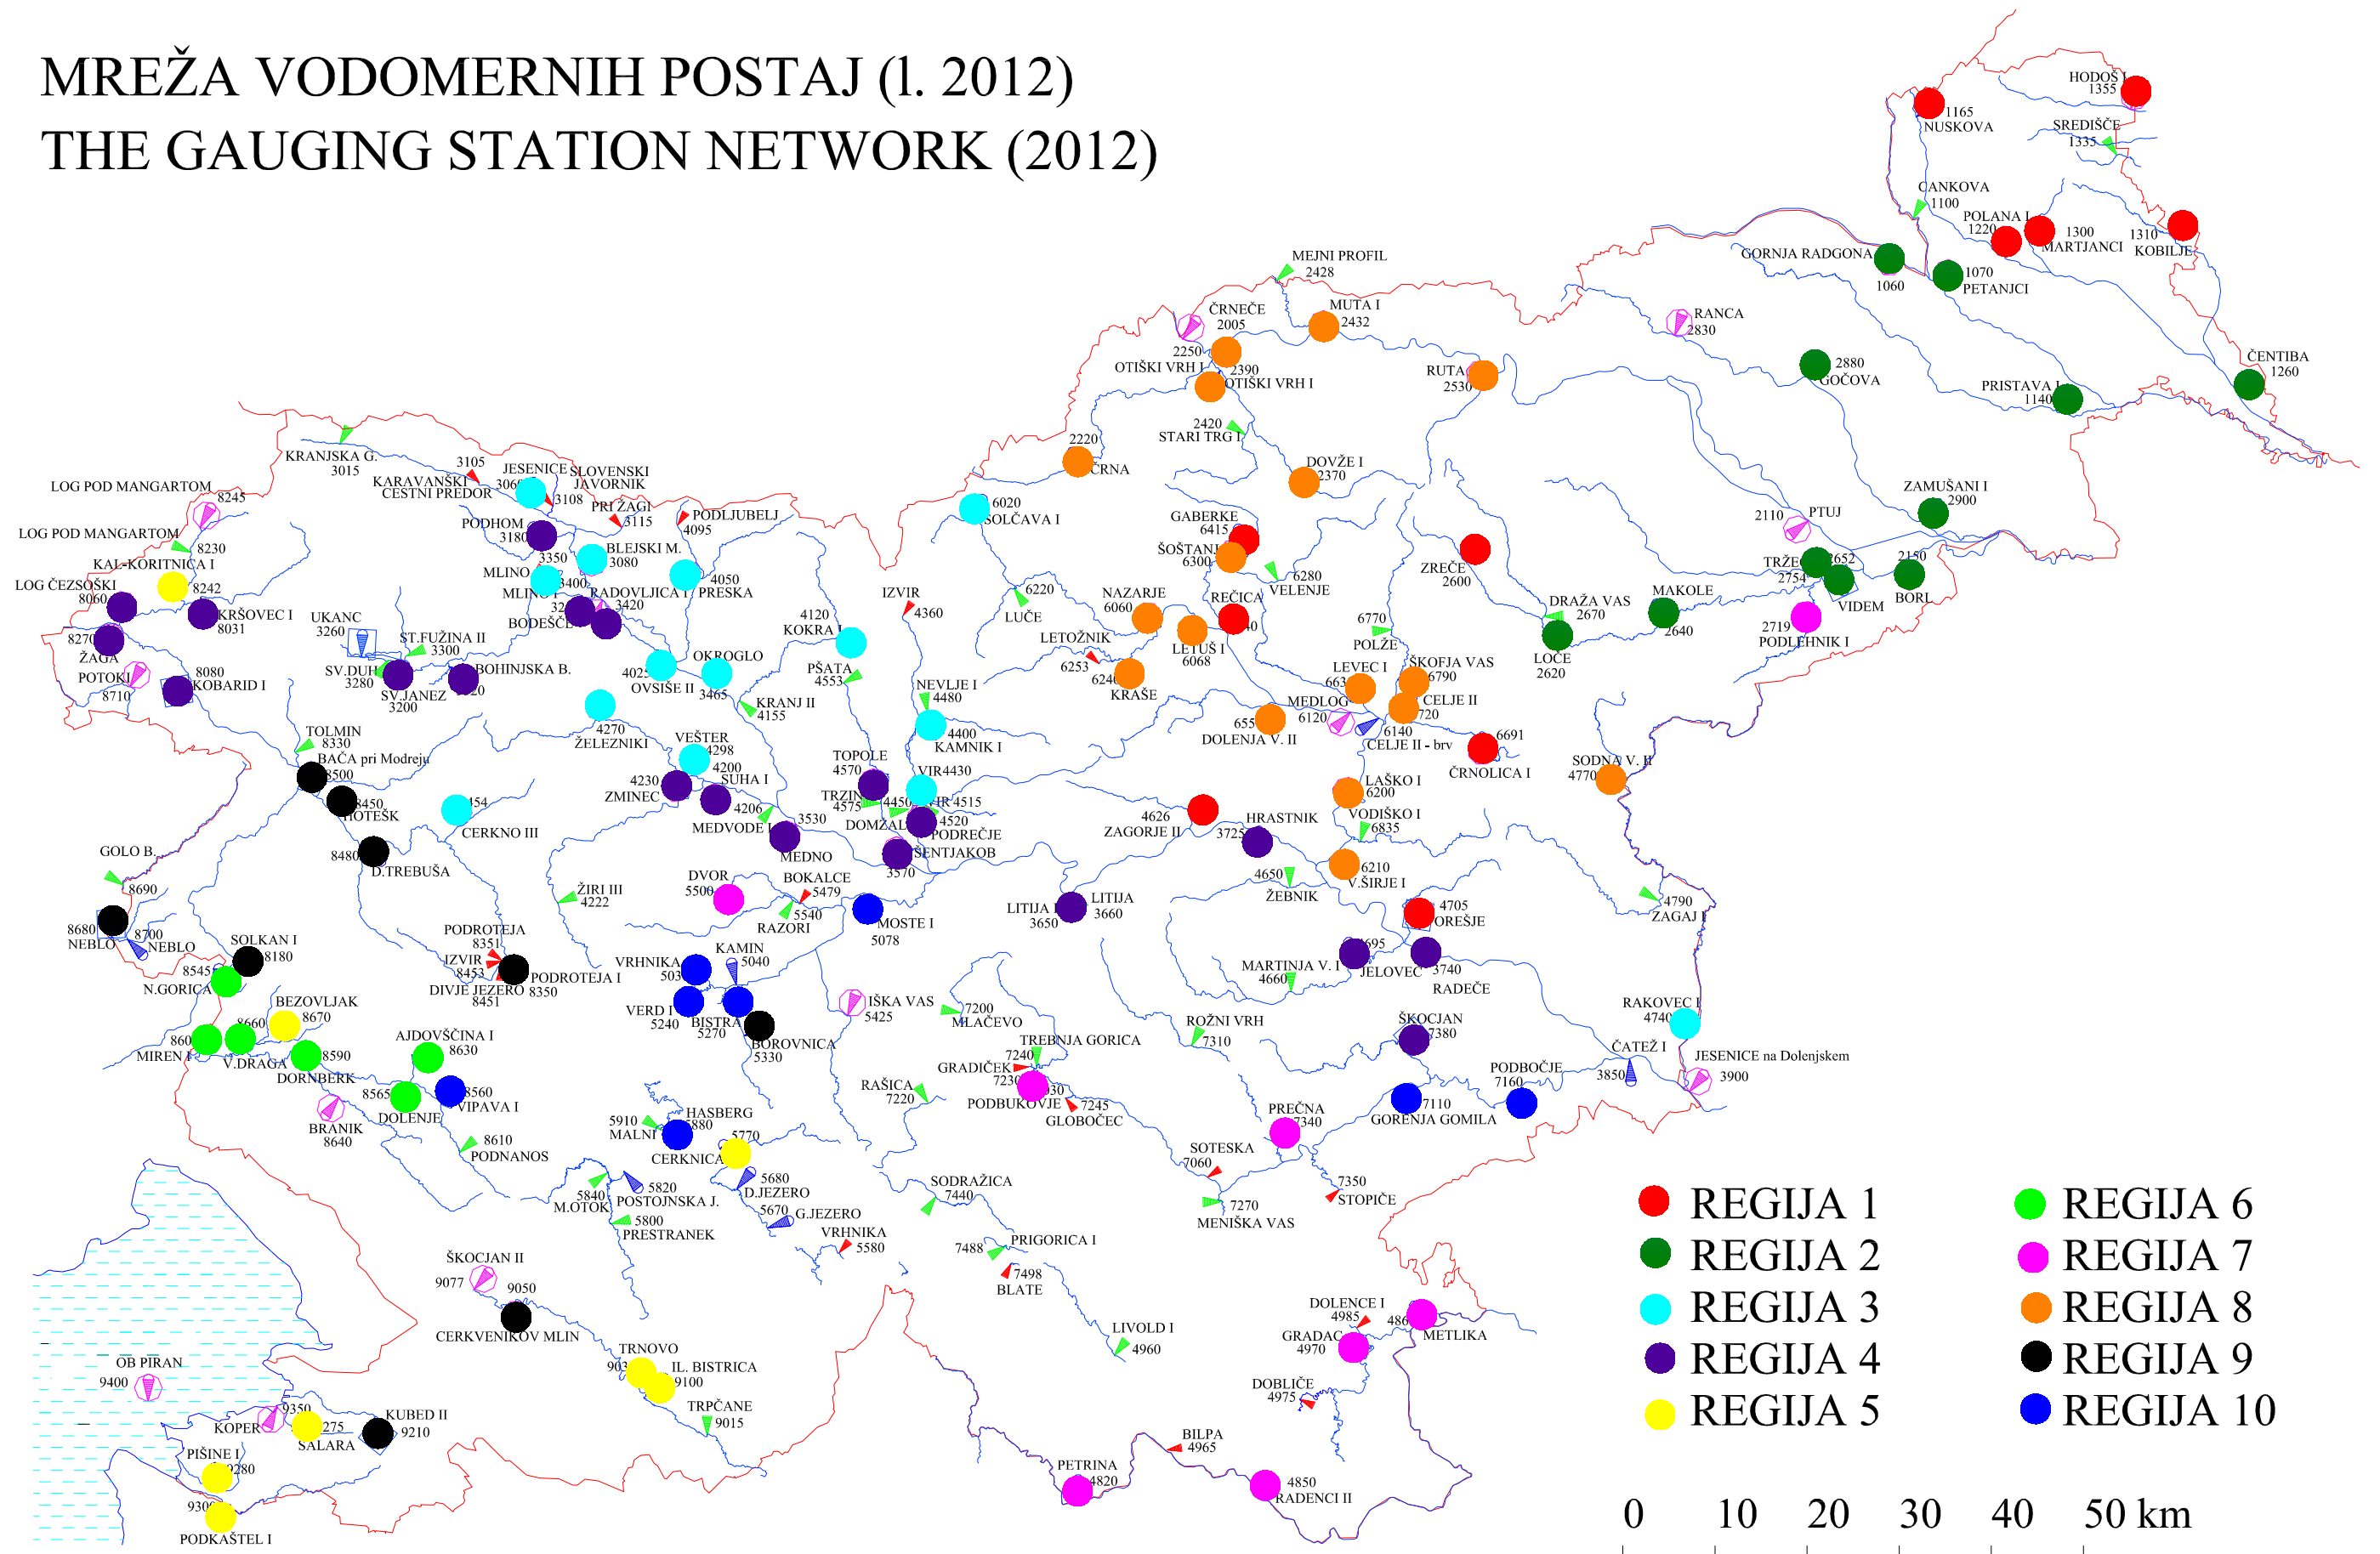 MREŽA VODOMERNIH POSTAJ (l. 2012)
THE GAUGING STATION NETWORK (2012)
HODOŠ I
1355
1165
NUSKOVA
SREDIŠČE
1335
CANKOVA
1100
POLANA I
1220
1300
MARTJANCI
1310
KOBILJE
GORNJA RADGONA
1060
1070
PETANJCI
MEJNI PROFIL
2428
ČRNEČE
2005
MUTA I
2432
2250
OTIŠKI VRH I
2390
OTIŠKI VRH I
RUTA
2530
RANCA
2830
2880
GOČOVA
PRISTAVA I
1140
ČENTIBA
1260
2420
STARI TRG I
2220
ČRNA
DOVŽE I
2370
KRANJSKA G.
3015
3105
KARAVANŠKI
CESTNI PREDOR
JESENICE
3060
SLOVENSKI
JAVORNIK
3108
PRI ŽAGI
3115
PODLJUBELJ
4095
LOG POD MANGARTOM
8245
LOG POD MANGARTOM
8230
KAL-KORITNICA I
8242
LOG ČEZSOŠKI
8060
KRŠOVEC I
8031
8270
ŽAGA
POTOKI
8710
8080
KOBARID I
PODHOM
3180
3350
BLEJSKI M.
3080
MLINO
3400
MLINO I
RADOVLJICA I
3420
BODEŠČE
4050
PRESKA
UKANC
3260
ST.FUŽINA II
3300
SV.DUH
3280
SV.JANEZ
3200
BOHINJSKA B.
6020
SOLČAVA I
6220
LUČE
IZVIR
4360
4120
KOKRA I
PŠATA
4553
OKROGLO
3465
4025
OVSIŠE II
KRANJ II
4155
NEVLJE I
4480
4400
KAMNIK I
GABERKE
6415
ŠOŠTANJ
6300
6280
VELENJE
NAZARJE
6060
REČICA
LETUŠ I
6068
LETOŽNIK
6253
6240
KRAŠE
ZREČE
2600
6770
POLŽE
DRAŽA VAS
2670
LOČE
2620
MAKOLE
2640
2110
PTUJ
TRŽEC
2754
2652
VIDEM
2150
BORL
ZAMUŠANI I
2900
2719
PODLEHNIK I
LEVEC I
ŠKOFJA VAS
6790
MEDLOG
6120
CELJE II
6140
CELJE II - brv
DOLENJA V. II
6691
ČRNOLICA I
SODNA V. II
4770
TOLMIN
8330
BAČA pri Modreju
8500
8450
HOTEŠK
8480
D.TREBUŠA
CERKNO III
4270
ŽELEZNIKI
VEŠTER
4298
4200
SUHA I
4230
ZMINEC
4206
MEDVODE I
3530
MEDNO
TOPOLE
4570
TRZIN
4575
VIR 4430
4450
VIR 4515
DOMŽALE
4520
PODREČJE
ŠENTJAKOB
3570
4626
ZAGORJE II
HRASTNIK
3725
LAŠKO I
6200
VODIŠKO I
6835
6210
V.ŠIRJE I
4650
ŽEBNIK
LITIJA I
3650
LITIJA
3660
4705
OREŠJE
4790
ZAGAJ I
4695
JELOVEC
3740
RADEČE
MARTINJA V. I
4660
GOLO B.
8690
8680
NEBLO
8700
NEBLO
SOLKAN I
8180
8545
N.GORICA
ŽIRI III
4222
DVOR
5500
BOKALCE
5479
5540
RAZORI
MOSTE I
5078
PODROTEJA
8351
IZVIR
8453
DIVJE JEZERO
8451
PODROTEJA I
8350
VRHNIKA
KAMIN
5040
VERD I
5240
BISTRA
5270
BOROVNICA
5330
IŠKA VAS
5425
7200
MLAČEVO
BEZOVLJAK
8670
8660
MIREN I
V.DRAGA
8590
DORNBERK
AJDOVŠČINA I
8630
8565
DOLENJE
8560
VIPAVA I
BRANIK
8640
8610
PODNANOS
TREBNJA GORICA
7240
GRADIČEK
7230
PODBUKOVJE
7245
GLOBOČEC
RAŠICA
7220
ROŽNI VRH
7310
ŠKOCJAN
7380
RAKOVEC I
4740
ČATEŽ I
3850
JESENICE na Dolenjskem
3900
PODBOČJE
7160
7110
GORENJA GOMILA
PREČNA
7340
SOTESKA
7060
7350
STOPIČE
7270
MENIŠKA VAS
HASBERG
5880
5910
MALNI
CERKNICA
5770
5680
D.JEZERO
5670
G.JEZERO
5840
M.OTOK
5820
POSTOJNSKA J.
5800
PRESTRANEK
VRHNIKA
5580
SODRAŽICA
7440
PRIGORICA I
7488
7498
BLATE
LIVOLD I
4960
ŠKOCJAN II
9077
9050
CERKVENIKOV MLIN
TRNOVO
IL. BISTRICA
9100
TRPČANE
9015
OB PIRAN
9400
9350
KOPER
SALARA
KUBED II
9210
PIŠINE I
9280
9300
PODKAŠTEL I
DOLENCE I
4985
GRADAC
4970
METLIKA
DOBLIČE
4975
BILPA
4965
PETRINA
4820
4850
RADENCI II
REGIJA 1
REGIJA 2
REGIJA 3
REGIJA 4
REGIJA 5
REGIJA 6
REGIJA 7
REGIJA 8
REGIJA 9
REGIJA 10
0 10 20 30 40 50 km